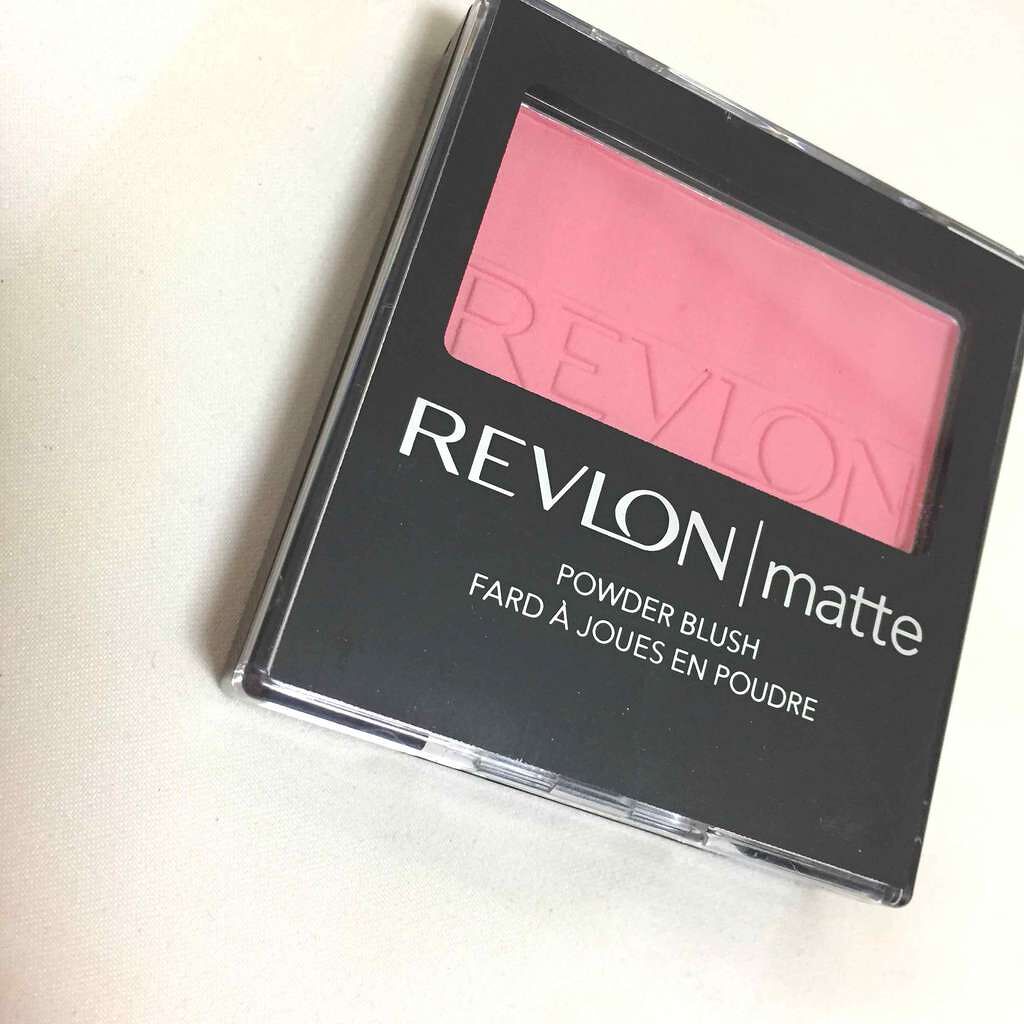 REVLON
REVLON | matte
POWDER BLUSH
FARD À JOUES EN POUDRE